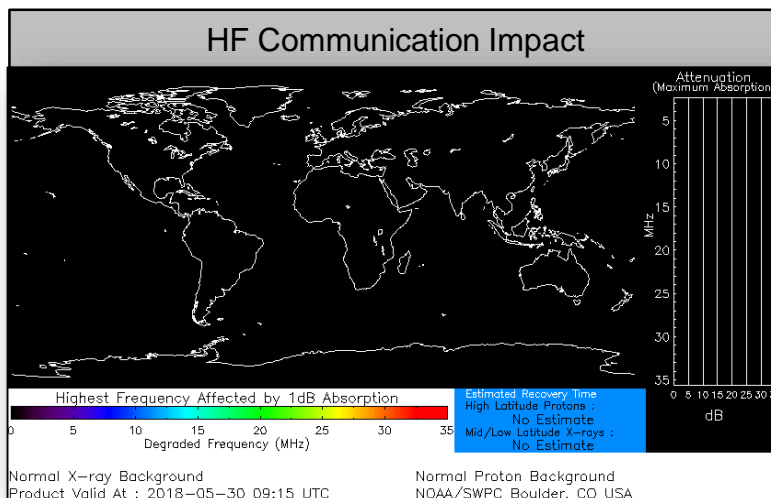 HF Communication Impact
Attenuation
(Maximum Absorption
5
10
15
20
25
30
35
MHz
0 5 10 15 20 25 30
dB
Highest Frequency Affected by 1dB Absorption
0 5 10 15 20 25 30 35
Degraded Frequency (MHz)
Estimated Recovery Time
High Latitude Protons :
No Estimate
Mid/Low Latitude X-rays :
No Estimate
Normal X-ray Background
Product Valid At : 2018-05-30 09:15 UTC
Normal Proton Background
NOAA/SWPC Boulder, CO USA